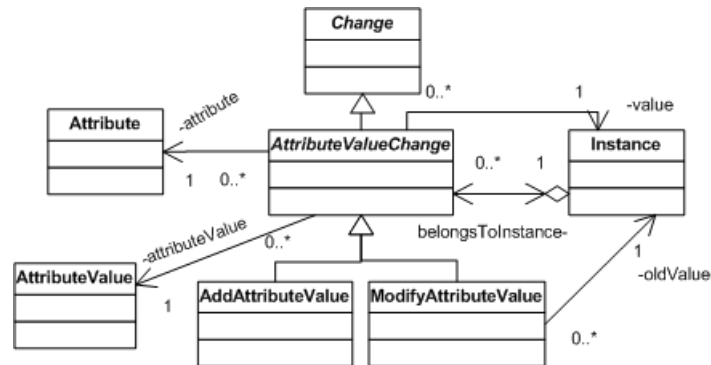 Change
0..*
1
-value
Attribute
-attribute
AttributeValueChange
Instance
0..*
1
1
0..*
-attributeValue
0..*
belongsToInstance-
AttributeValue
1
AddAttributeValue
ModifyAttributeValue
1
-oldValue
0..*